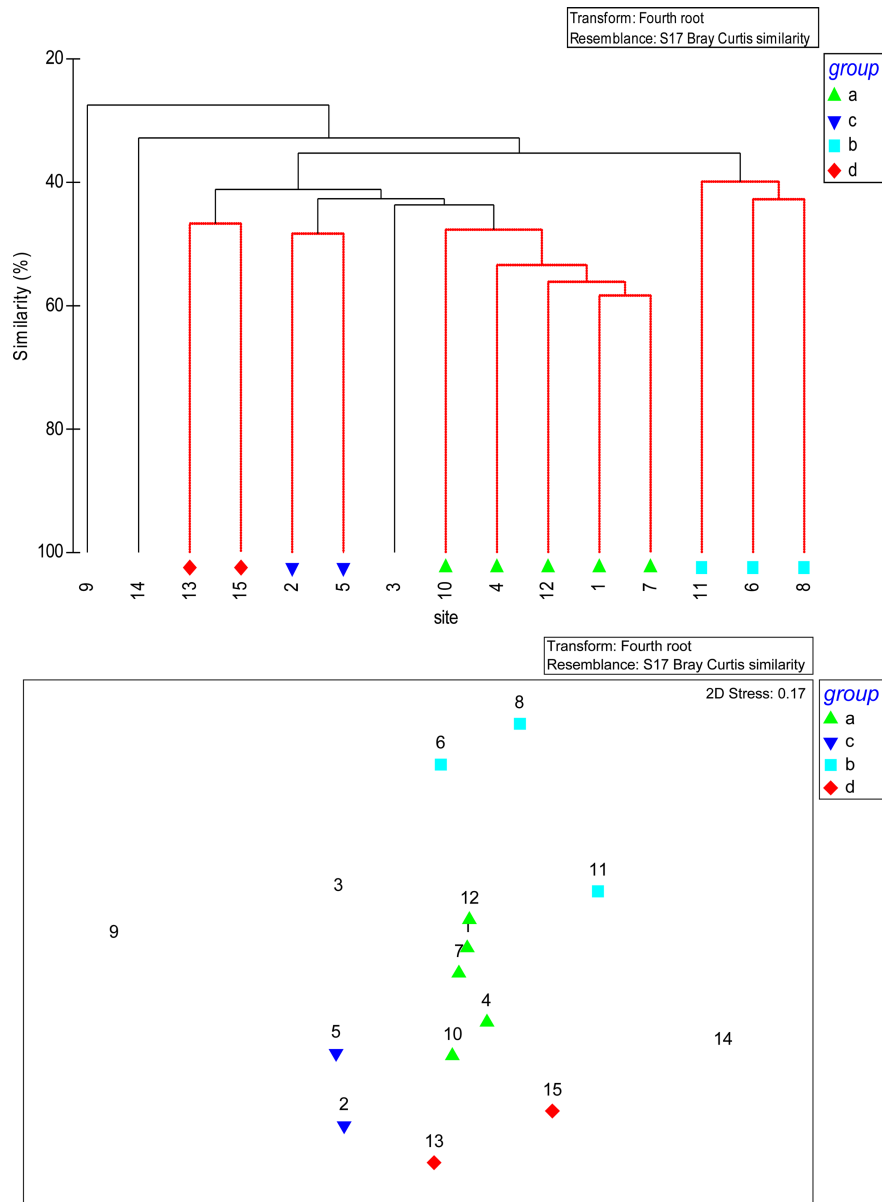 Transform: Fourth root
Resemblance: S17 Bray Curtis similarity
group
a
c
b
d
20
40
60
80
100
Similarity (%)
9 14 13 15 2 5 3 10 4 12 1 7 11 6 8
site
Transform: Fourth root
Resemblance: S17 Bray Curtis similarity
2D Stress: 0.17
group
a
c
b
d
8
6
11
3
12
9
1
7
4
5
10
14
15
2
13